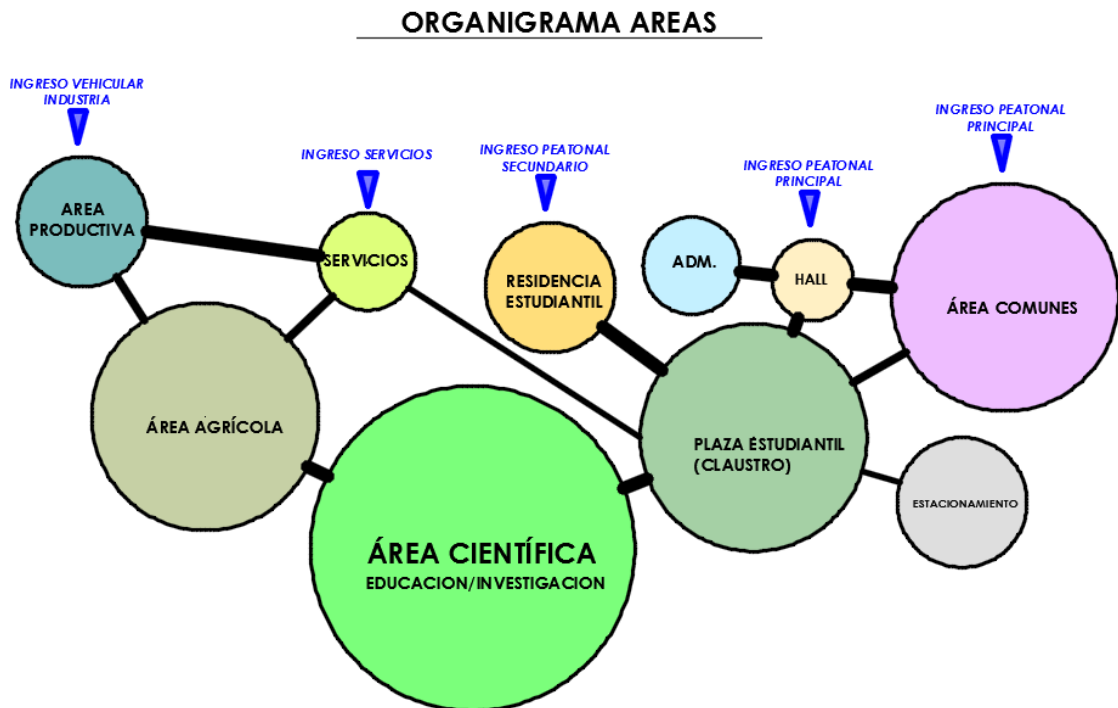 ORGANIGRAMA AREAS
INGRESO VEHICULAR
INDUSTRIA
INGRESO SERVICIOS
INGRESO PEATONAL
SECUNDARIO
INGRESO PEATONAL
PRINCIPAL
INGRESO PEATONAL
PRINCIPAL
AREA
PRODUCTIVA
SERVICIOS
RESIDENCIA
ESTUDIANTIL
ADM.
HALL
ÁREA COMUNES
ÁREA AGRÍCOLA
PLAZA ESTUDIANTIL
(CLAUSTRO)
ESTACIONAMIENTO
ÁREA CIENTÍFICA
EDUCACION/INVESTIGACION